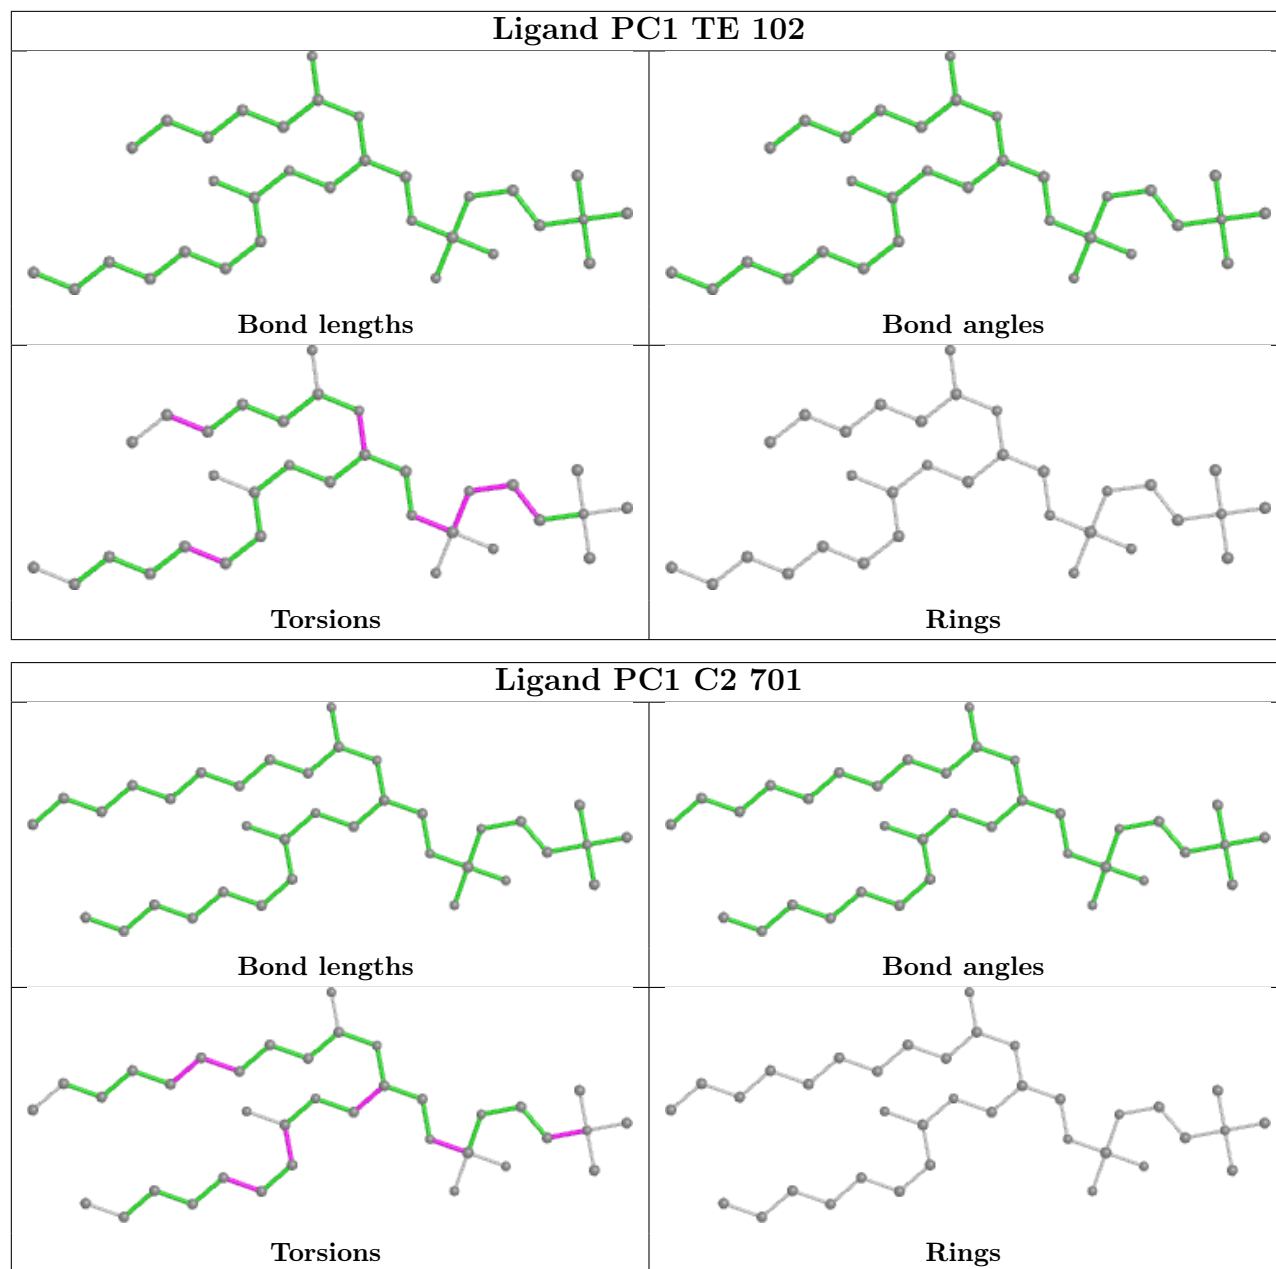 Ligand PC1 TE 102
Bond lengths
Bond angles
Torsions
Rings
Ligand PC1 C2 701
Bond lengths
Bond angles
Torsions
Rings